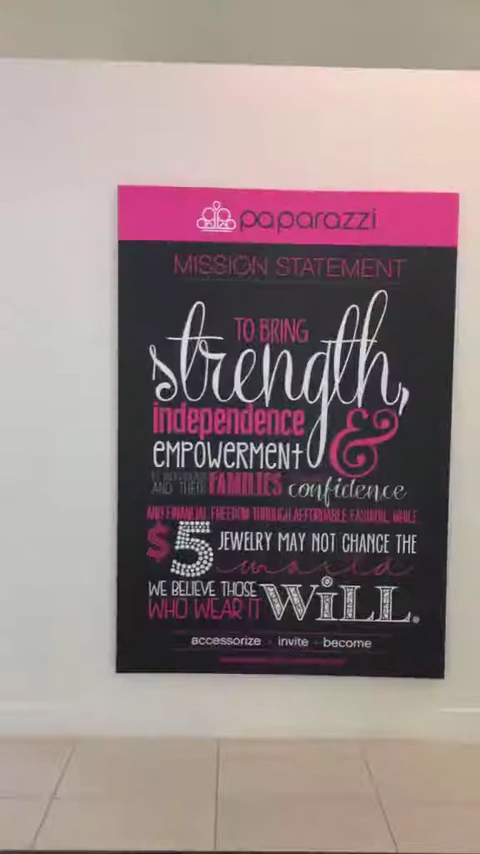 paparazzi
MISSION STATEMENT
TO BRING
strength,
independence
&
EMPOWERMENT
AND THEIR FAMILIES confidence
AND FINANCIAL FREEDOM THROUGH AFFORDABLE FASHION. WHILE
$5 JEWELRY MAY NOT CHANGE THE
world
WE BELIEVE THOSE
WHO WEAR IT WiLL.
accessorize · invite · become